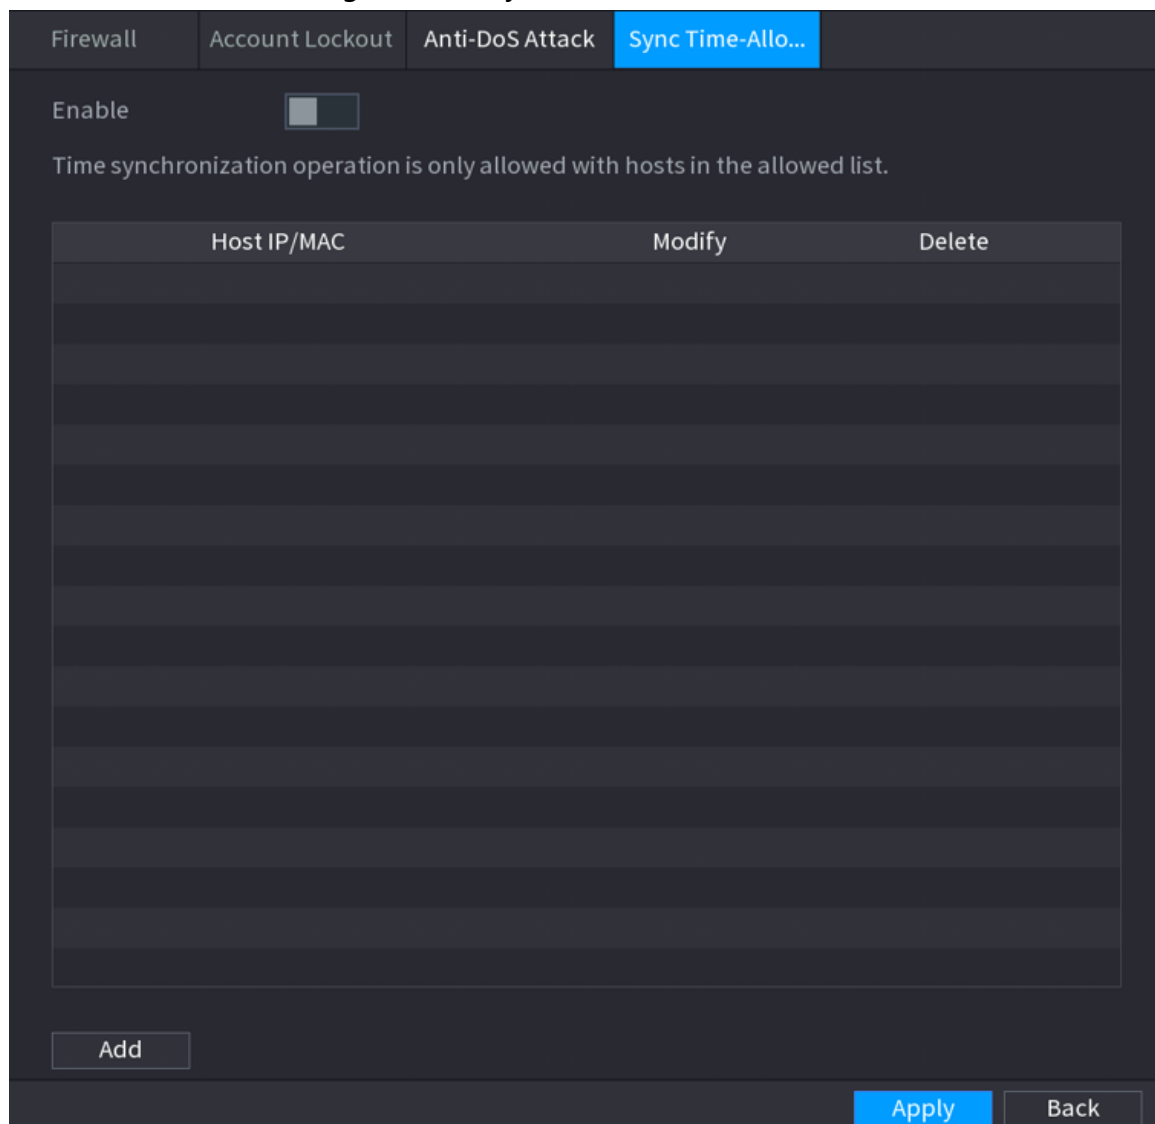 Firewall Account Lockout Anti-DoS Attack Sync Time-Allo...
Enable
Time synchronization operation is only allowed with hosts in the allowed list.
Host IP/MAC Modify Delete
Add
Apply Back